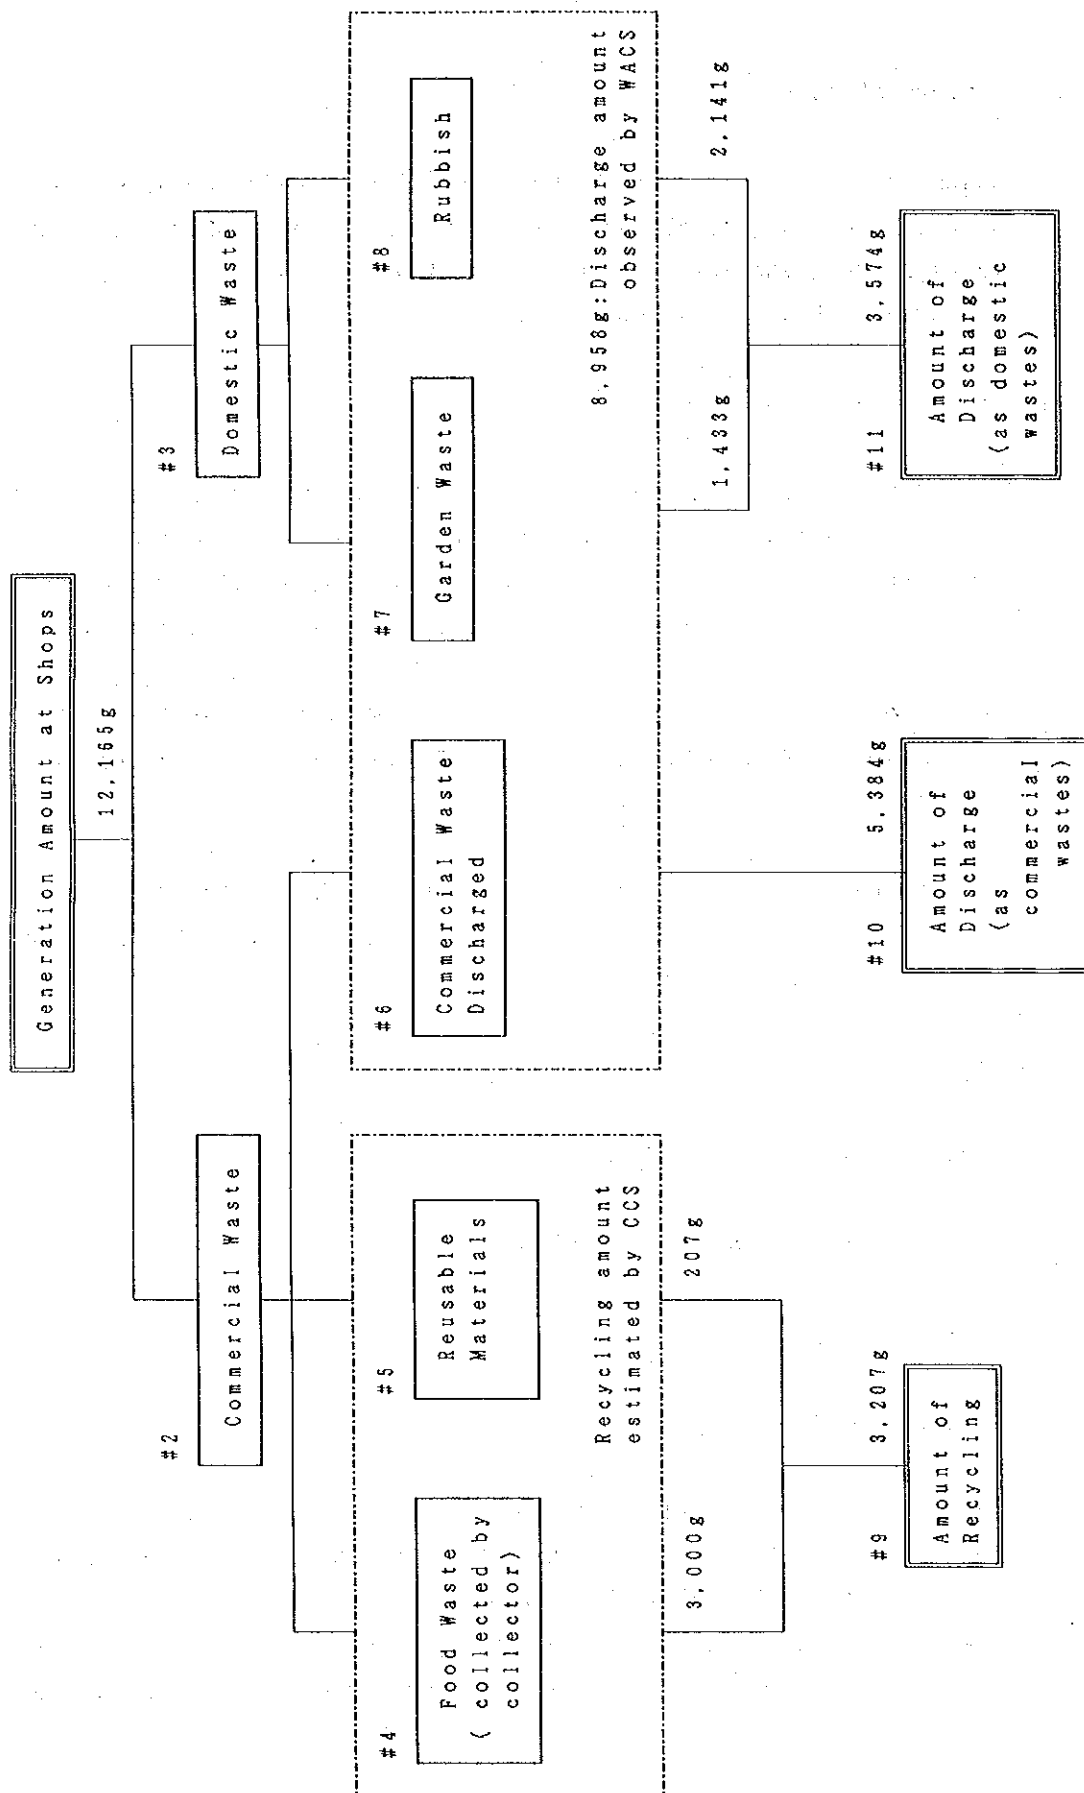 Generation Amount at Shops
12,165g
#2
Commercial Waste
#3
Domestic Waste
#4
Food Waste
( collected by
collector)
#5
Reusable
Materials
Recycling amount
estimated by CCS
#6
Commercial Waste
Discharged
#7
Garden Waste
#8
Rubbish
8,958g:Discharge amount
observed by WACS
3,000g
207g
1,433g
2,141g
#9
3,207g
Amount of
Recycling
#10
5,384g
Amount of
Discharge
(as
commercial
wastes)
#11
3,574g
Amount of
Discharge
(as domestic
wastes)